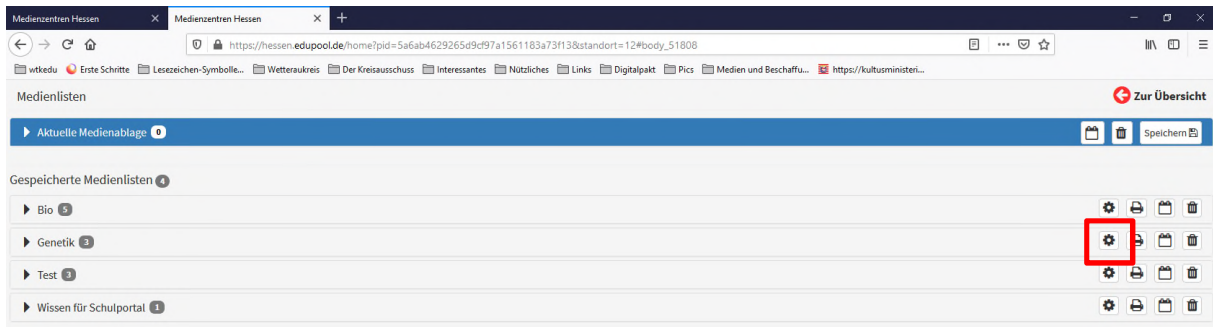 Medienzentren Hessen Medienzentren Hessen
https://hessen.edupool.de/home?pid=5a6ab4629265d9cf97a1561183a73f13&standort=12#body_51808
wtkedu Erste Schritte Lesezeichen-Symbolle... Wetteraukreis Der Kreisausschuss Interessantes Nützliches Links Digitalpakt Pics Medien und Beschaffu... https://kultusministeri...
Medienlisten Zur Übersicht
Aktuelle Medienablage 0 Speichern
Gespeicherte Medienlisten 4
Bio 5
Genetik 3
Test 3
Wissen für Schulportal 1